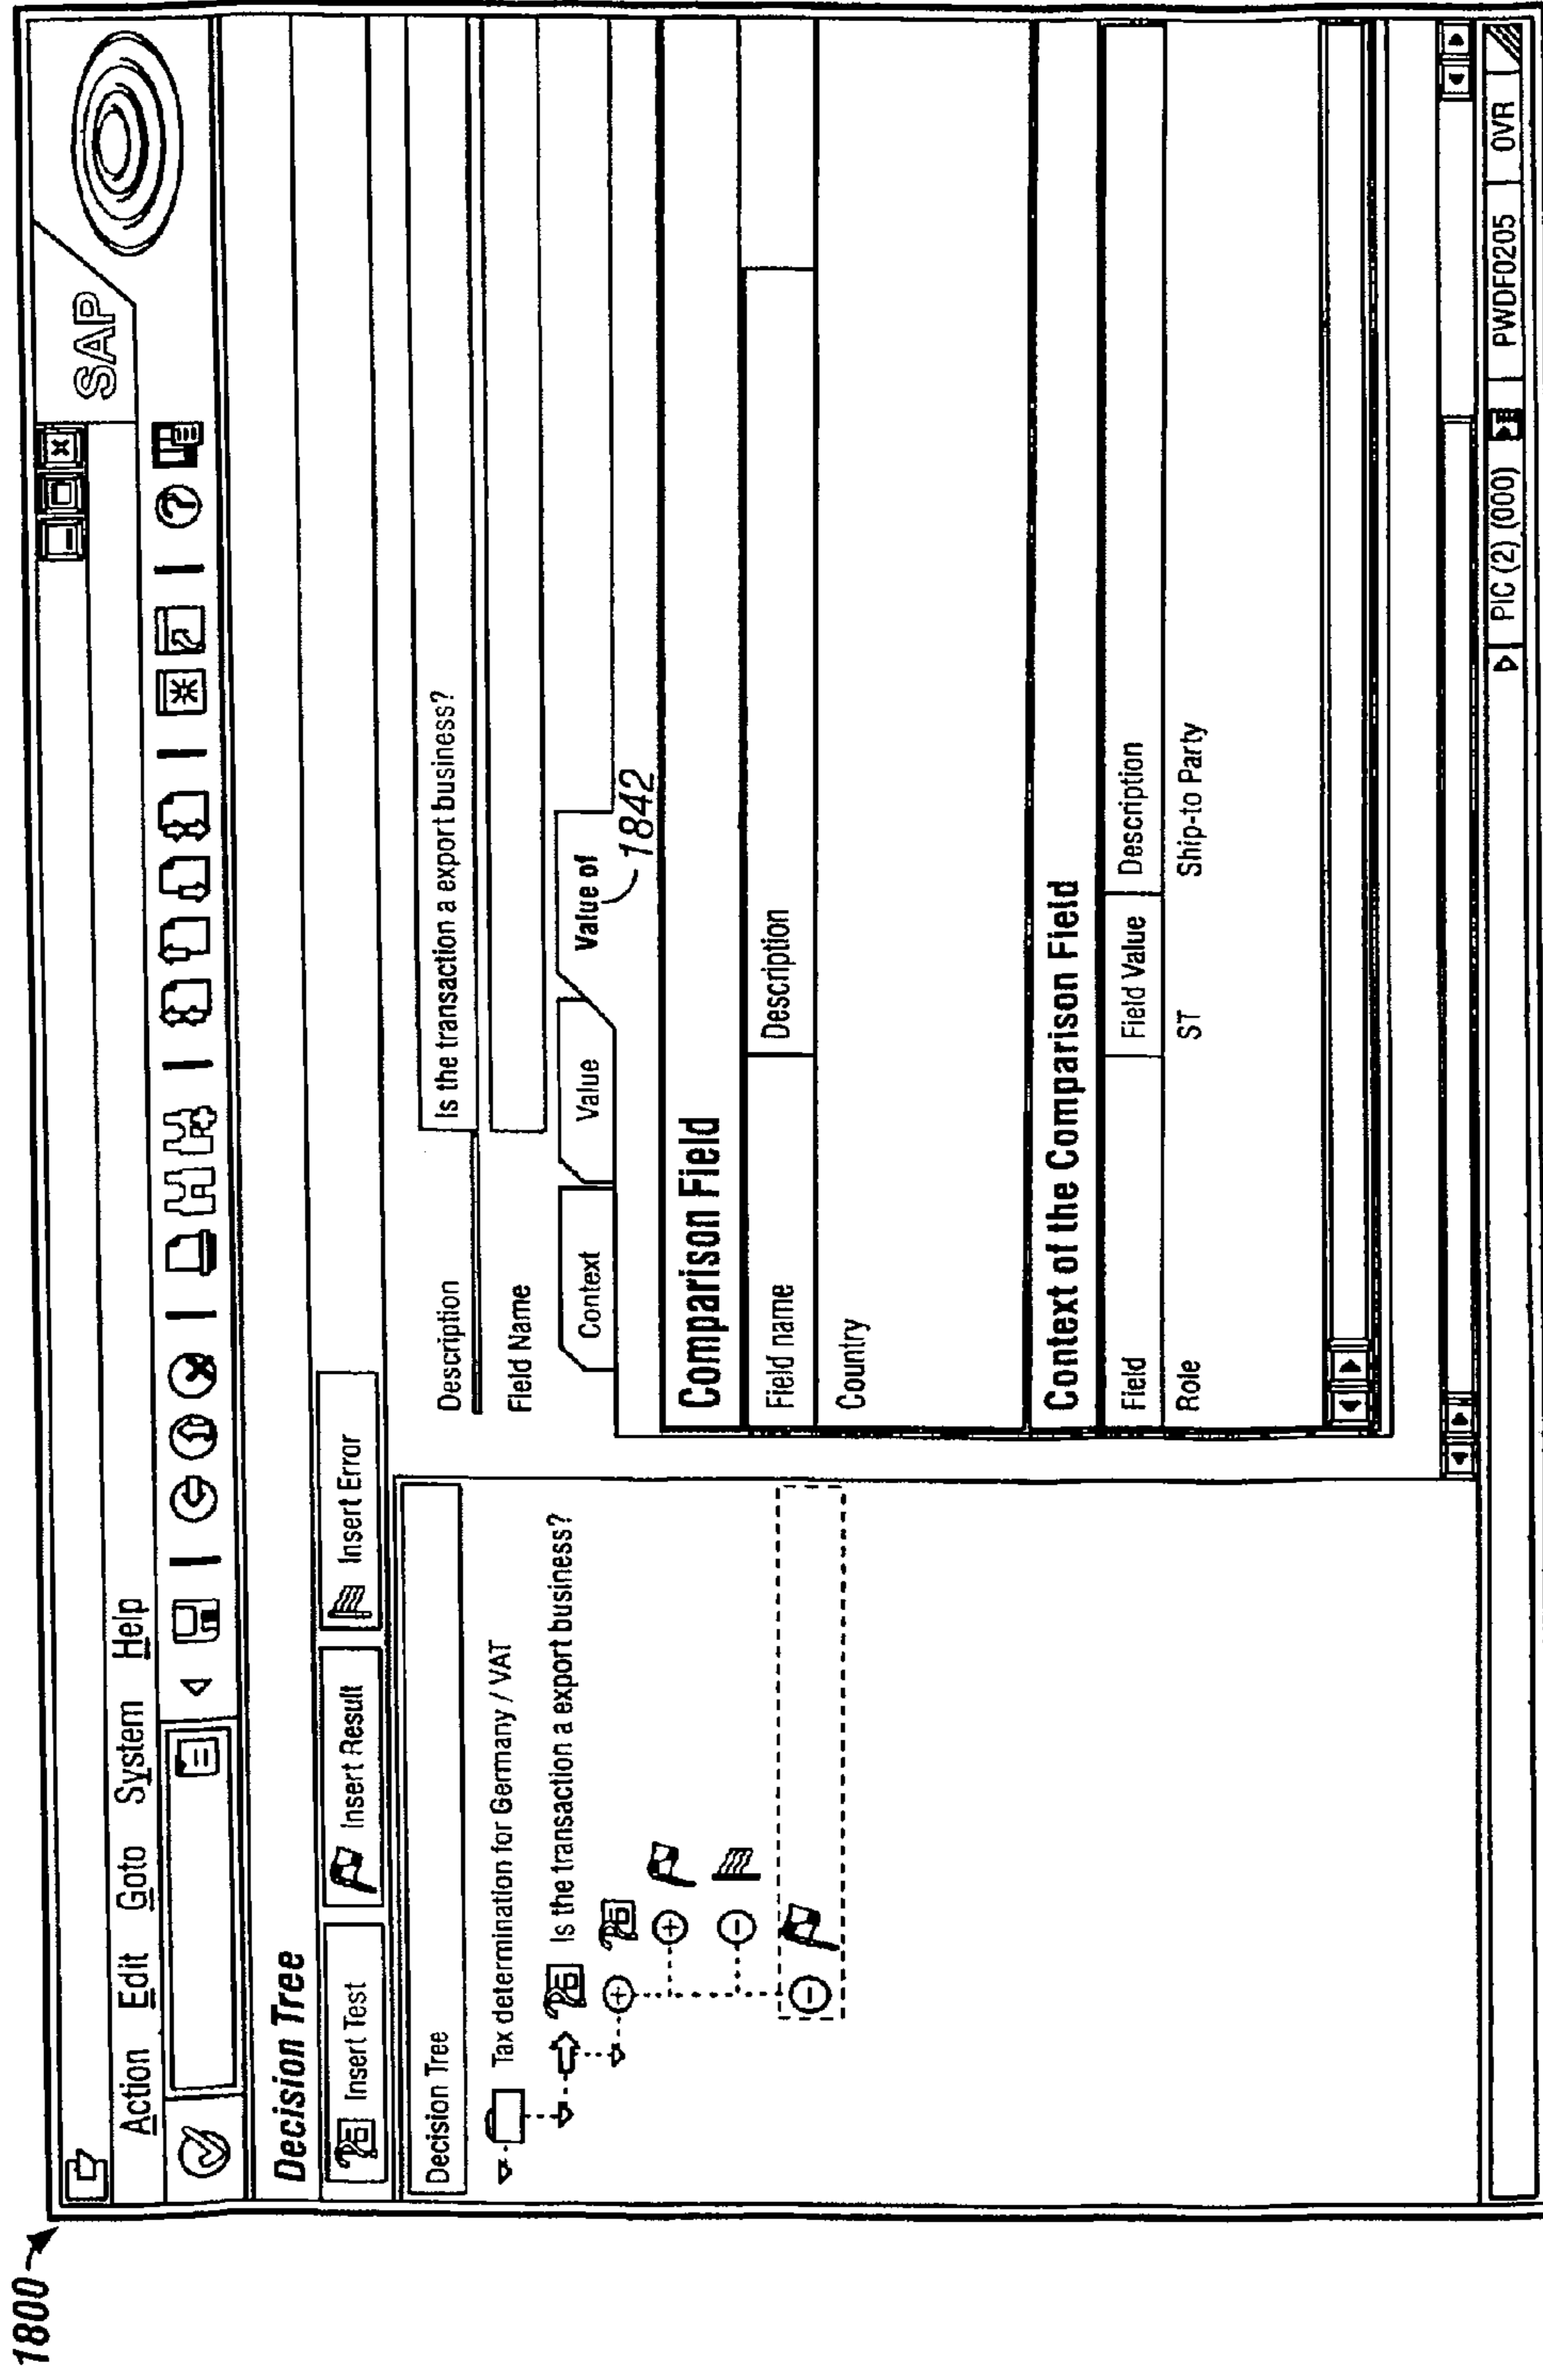 1800
SAP
Action Edit Goto System Help
Decision Tree
Insert Test Insert Result Insert Error
Decision Tree
Tax determination for Germany / VAT
Is the transaction a export business?
Description Is the transaction a export business?
Field Name
Context Value Value of
1842
Comparison Field
Field name Description
Country
Context of the Comparison Field
Field Field Value Description
Role ST Ship-to Party
PIC (2) (000) PWDF0205 OVR